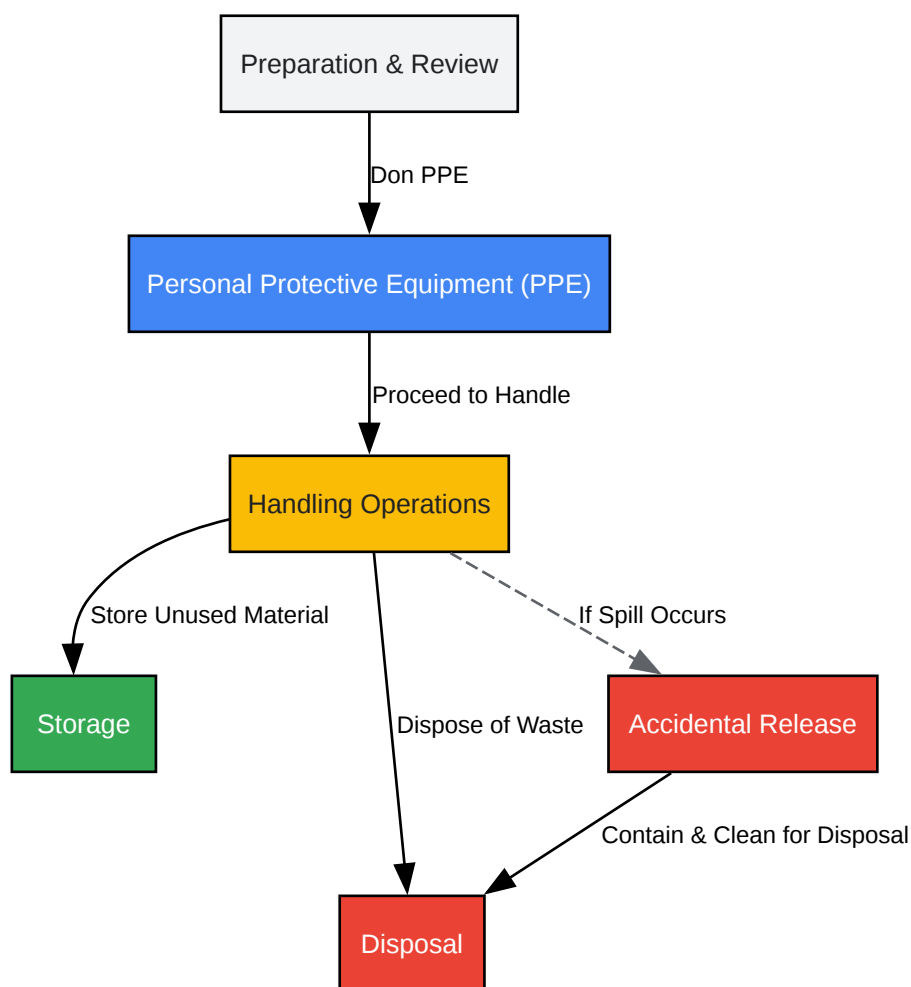 Preparation & Review
Don PPE
Personal Protective Equipment (PPE)
Proceed to Handle
Handling Operations
Store Unused Material
If Spill Occurs
Storage
Dispose of Waste
Accidental Release
Contain & Clean for Disposal
Disposal